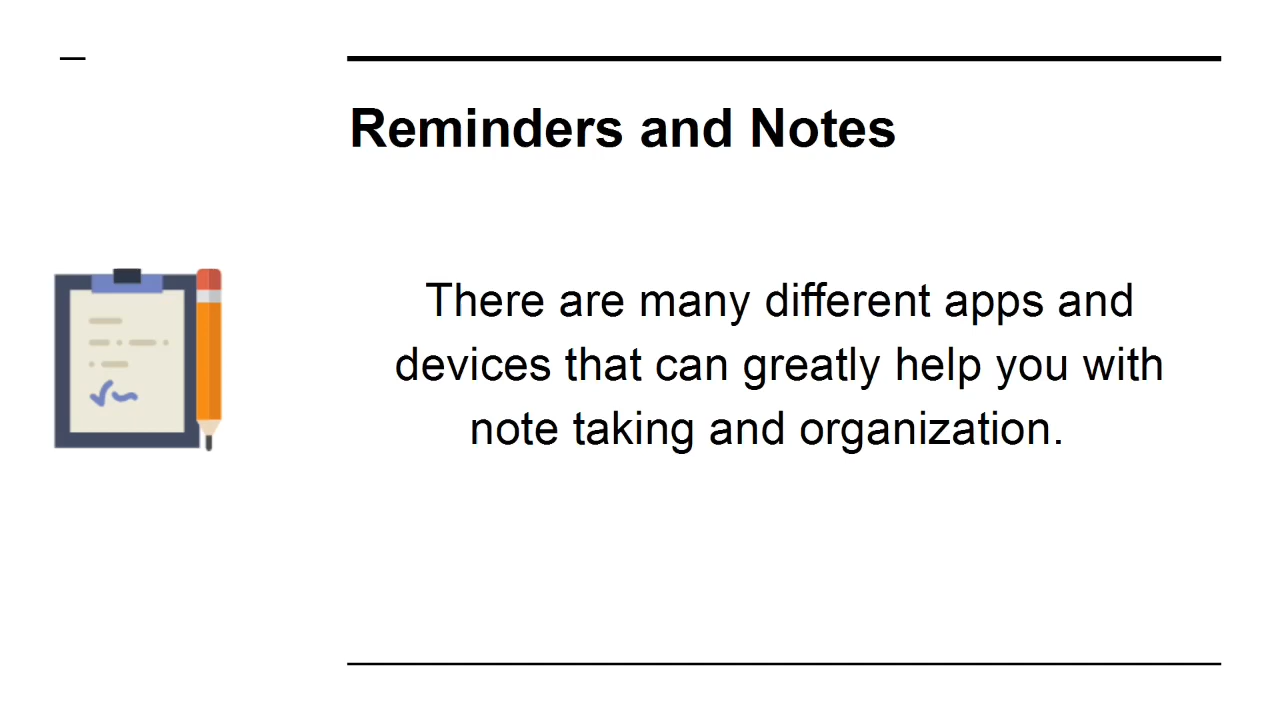 Reminders and Notes
There are many different apps and
devices that can greatly help you with
note taking and organization.